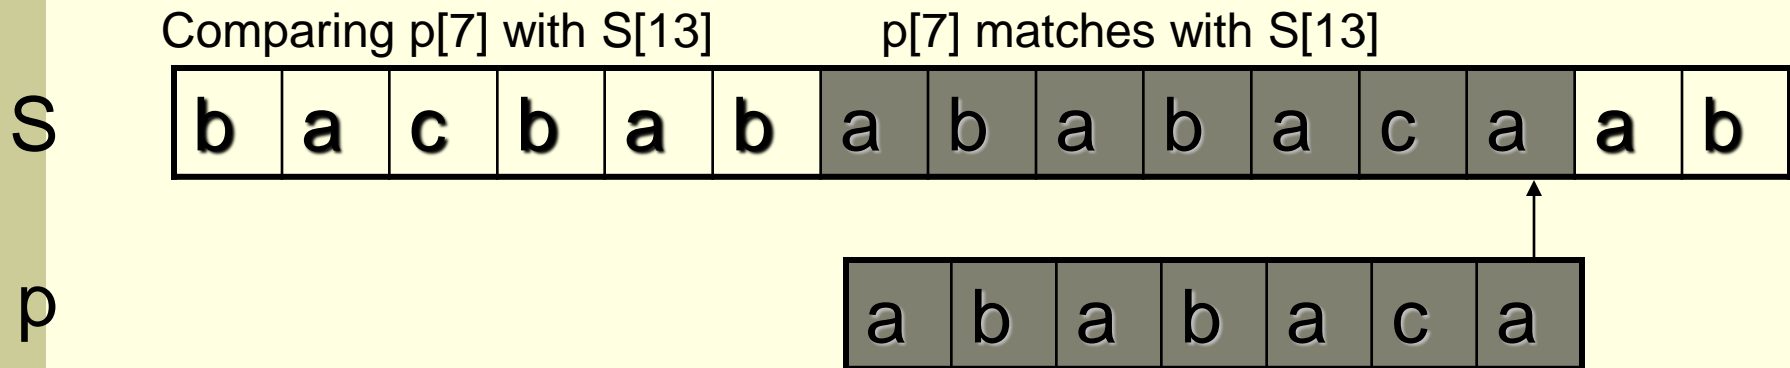 Comparing p[7] with S[13] p[7] matches with S[13]
S b a c b a b a b a b a c a a b
p a b a b a c a